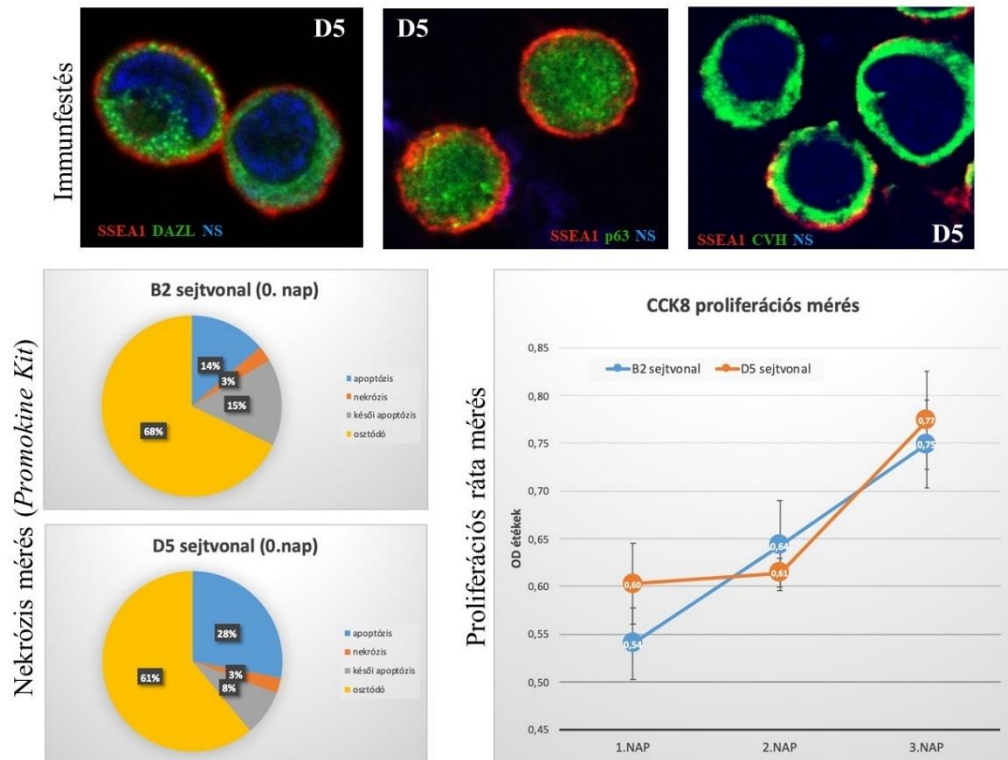 Immunfestés
D5
SSEA1 DAZL NS
D5
SSEA1 p63 NS
SSEA1 CVH NS
D5
Nekrózis mérés (Promokine Kit)
B2 sejtvonal (0. nap)
14%
3%
15%
68%
apoptózis
nekrózis
késői apoptózis
osztódó
D5 sejtvonal (0.nap)
28%
3%
8%
61%
apoptózis
nekrózis
késői apoptózis
osztódó
Proliferációs ráta mérés
CCK8 proliferációs mérés
B2 sejtvonal
D5 sejtvonal
OD étékek
0,85
0,80
0,75
0,70
0,65
0,60
0,55
0,50
0,45
0,60
0,54
0,64
0,61
0,77
0,75
1.NAP
2.NAP
3.NAP